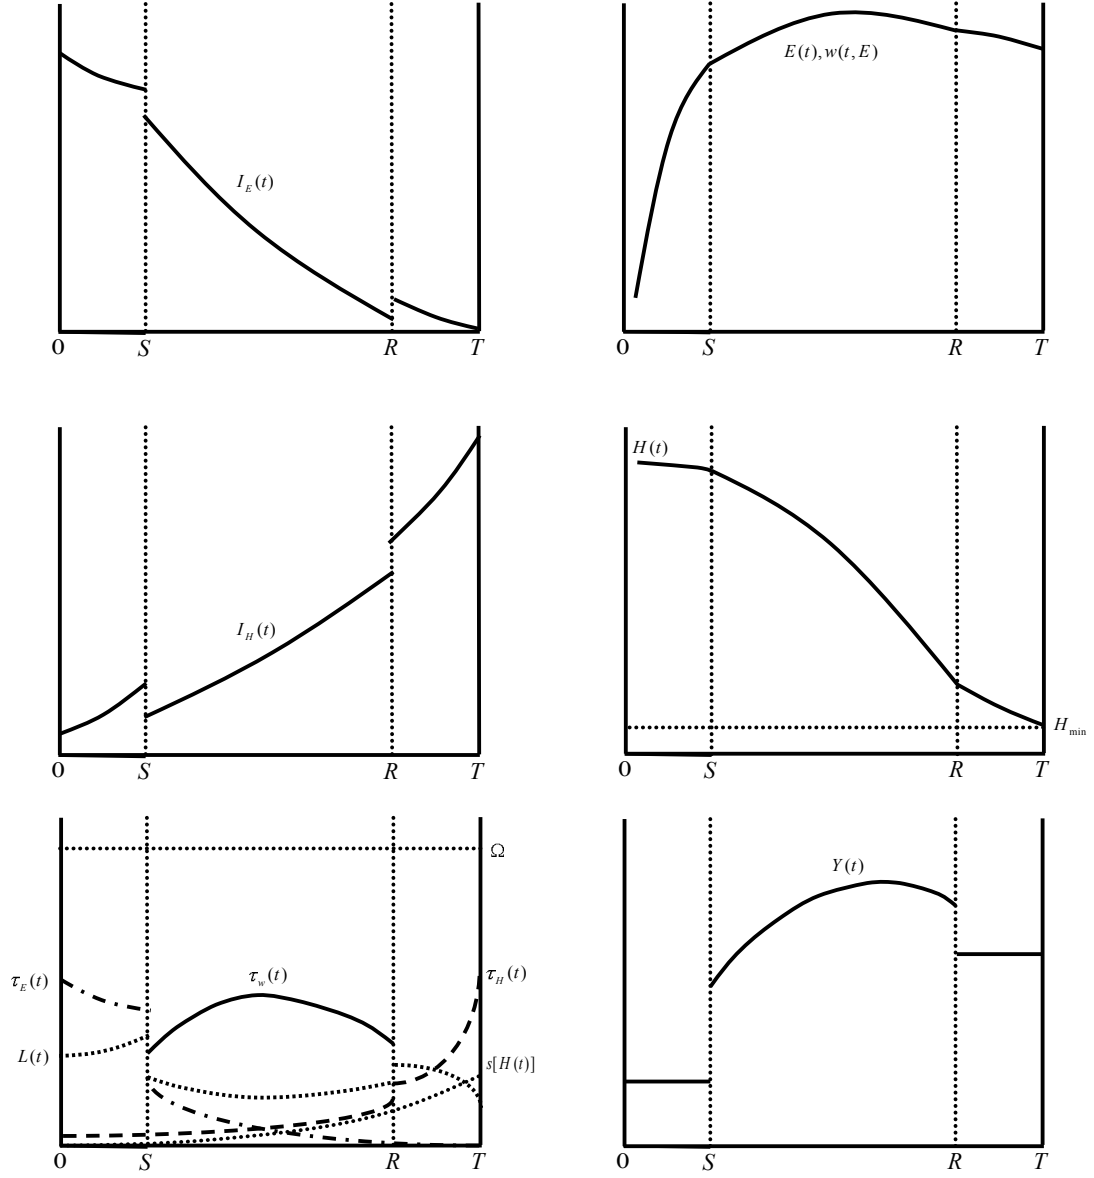 I_E(t)
0 S R T
E(t), w(t, E)
0 S R T
I_H(t)
0 S R T
H(t)
H_min
0 S R T
Ω
τ_E(t)
τ_w(t)
τ_H(t)
L(t)
s[H(t)]
0 S R T
Y(t)
0 S R T